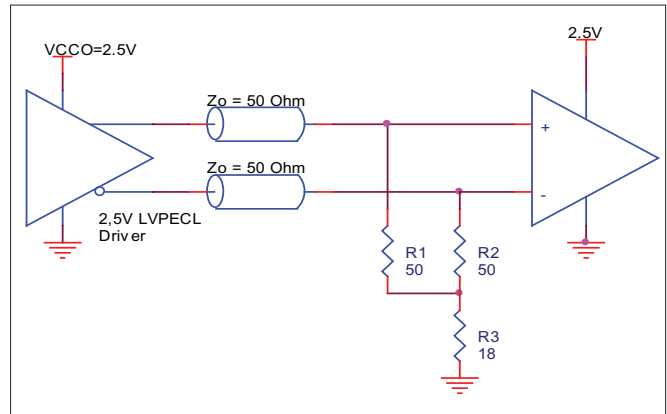 VCCO=2.5V
2.5V
Zo = 50 Ohm
+
Zo = 50 Ohm
-
2,5V LVPECL
Driver
R1
50
R2
50
R3
18